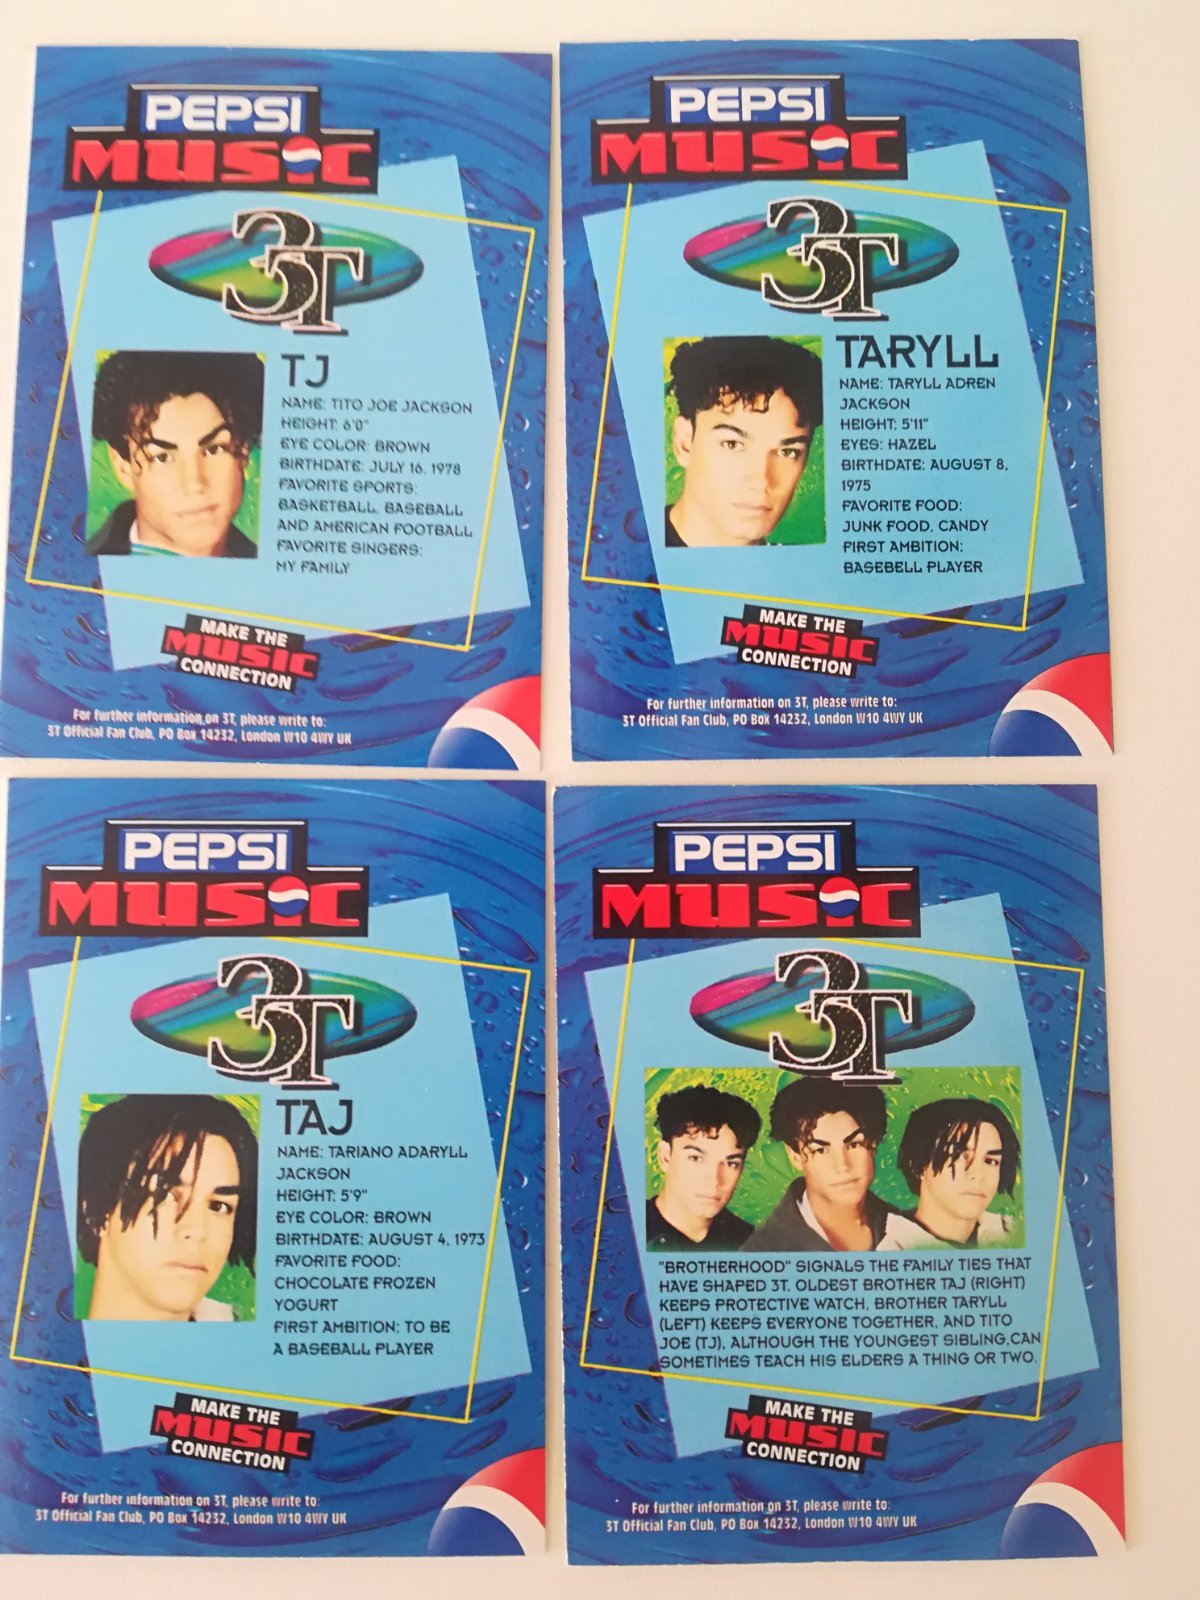 PEPSI
MUSIC
3T
TJ
NAME: TITO JOE JACKSON
HEIGHT: 6'0"
EYE COLOR: BROWN
BIRTHDATE: JULY 16, 1978
FAVORITE SPORTS:
BASKETBALL, BASEBALL
AND AMERICAN FOOTBALL
FAVORITE SINGERS:
MY FAMILY
MAKE THE
MUSIC
CONNECTION
For further information on 3T, please write to:
3T Official Fan Club, PO Box 14232, London W10 4WY UK
PEPSI
MUSIC
3T
TARYLL
NAME: TARYLL ADREN
JACKSON
HEIGHT: 5'11"
EYES: HAZEL
BIRTHDATE: AUGUST 8,
1975
FAVORITE FOOD:
JUNK FOOD, CANDY
FIRST AMBITION:
BASEBELL PLAYER
MAKE THE
MUSIC
CONNECTION
For further information on 3T, please write to:
3T Official Fan Club, PO Box 14232, London W10 4WY UK
PEPSI
MUSIC
3T
TAJ
NAME: TARIANO ADARYLL
JACKSON
HEIGHT: 5'9"
EYE COLOR: BROWN
BIRTHDATE: AUGUST 4, 1973
FAVORITE FOOD:
CHOCOLATE FROZEN
YOGURT
FIRST AMBITION: TO BE
A BASEBALL PLAYER
MAKE THE
MUSIC
CONNECTION
For further information on 3T, please write to:
3T Official Fan Club, PO Box 14232, London W10 4WY UK
PEPSI
MUSIC
3T
"BROTHERHOOD" SIGNALS THE FAMILY TIES THAT
HAVE SHAPED 3T. OLDEST BROTHER TAJ (RIGHT)
KEEPS PROTECTIVE WATCH, BROTHER TARYLL
(LEFT) KEEPS EVERYONE TOGETHER, AND TITO
JOE (TJ), ALTHOUGH THE YOUNGEST SIBLING,CAN
SOMETIMES TEACH HIS ELDERS A THING OR TWO.
MAKE THE
MUSIC
CONNECTION
For further information on 3T, please write to:
3T Official Fan Club, PO Box 14232, London W10 4WY UK